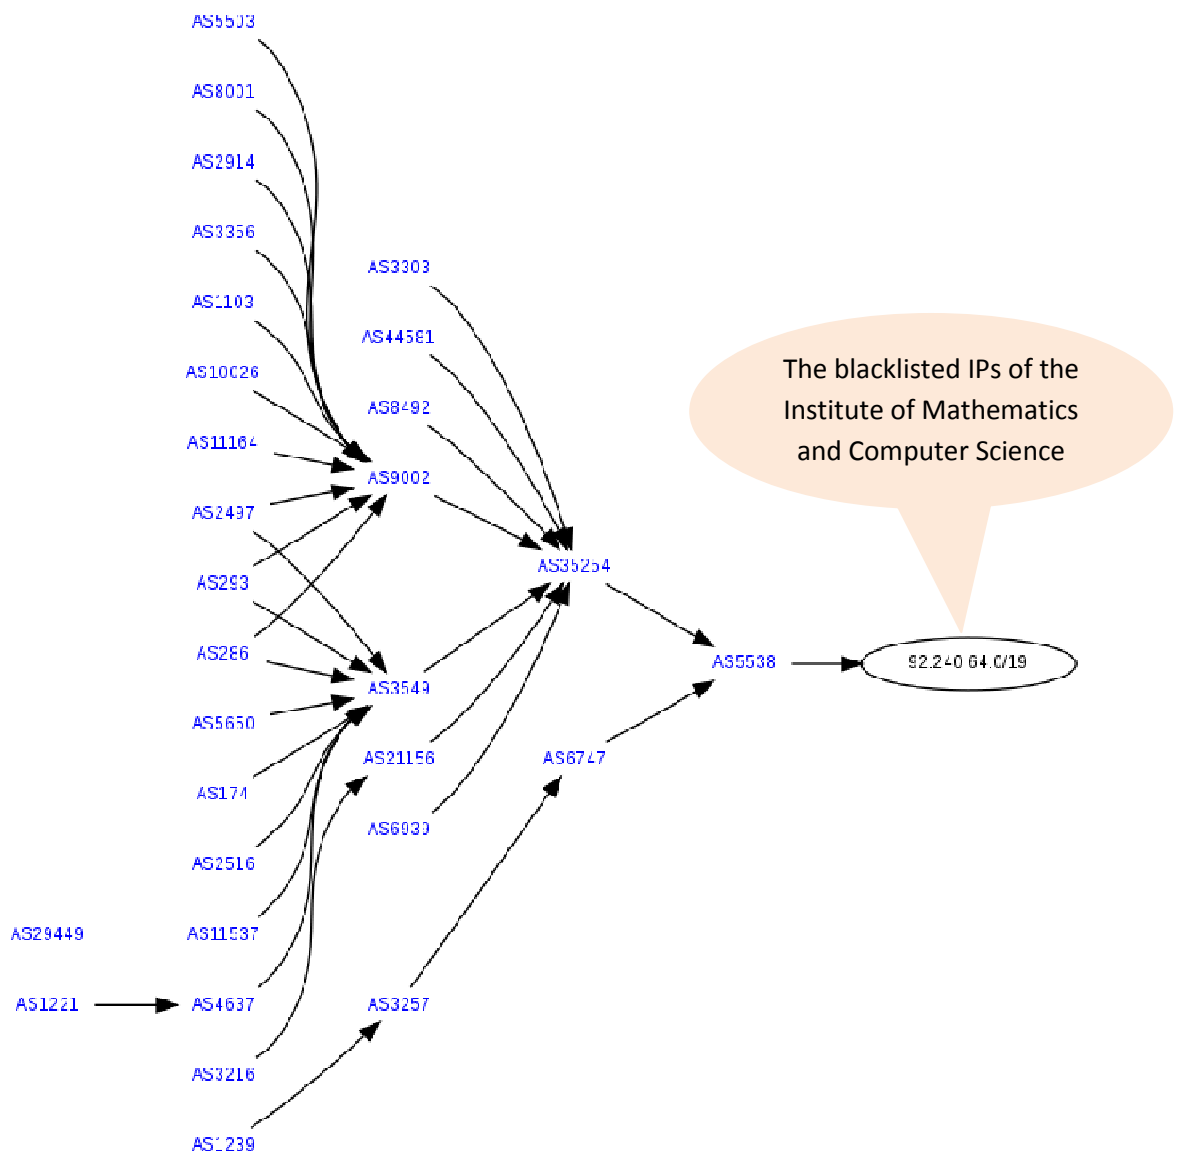 AS5503
AS8001
AS2914
AS3356
AS1103
AS10026
AS11164
AS2497
AS293
AS286
AS5650
AS174
AS2516
AS11537
AS4637
AS3216
AS1239
AS29449
AS1221
AS3303
AS8492
AS9002
AS3549
AS21156
AS6939
AS3257
AS35254
AS6747
AS5538
92.240.64.0/19
The blacklisted IPs of the
Institute of Mathematics
and Computer Science